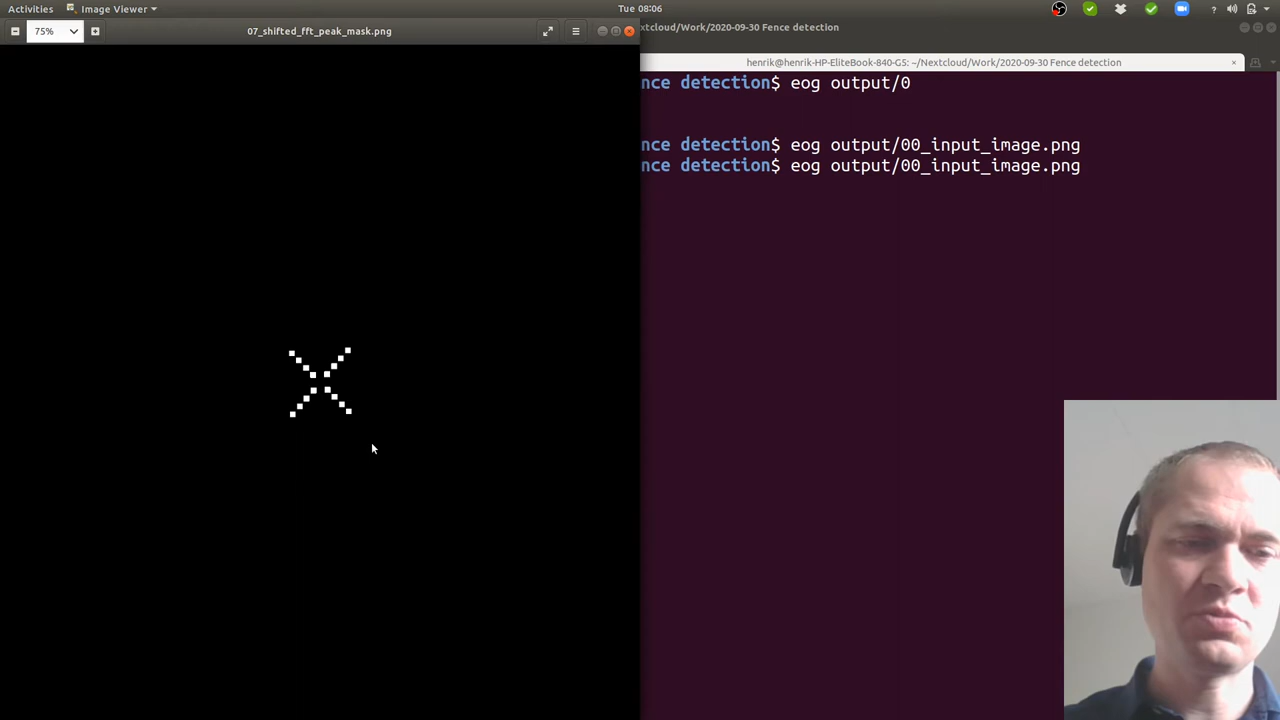 Activities
Image Viewer
Tue 08:06
75%
07_shifted_fft_peak_mask.png
xtcloud/Work/2020-09-30 Fence detection
henrik@henrik-HP-EliteBook-840-G5: ~/Nextcloud/Work/2020-09-30 Fence detection
nce detection$ eog output/0
nce detection$ eog output/00_input_image.png
nce detection$ eog output/00_input_image.png